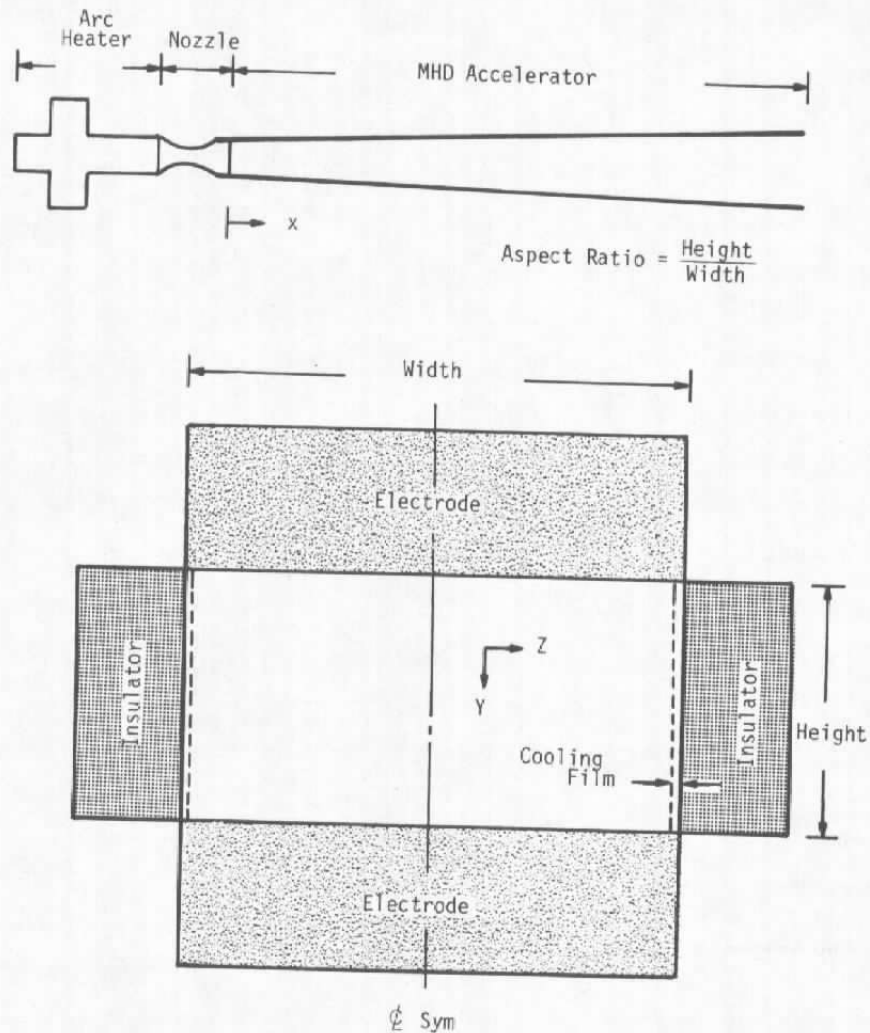 Arc
Heater
Nozzle
MHD Accelerator
x
Aspect Ratio = Height
Width
Width
Electrode
Insulator
Z
Y
Cooling
Film
Insulator
Height
Electrode
℄ Sym